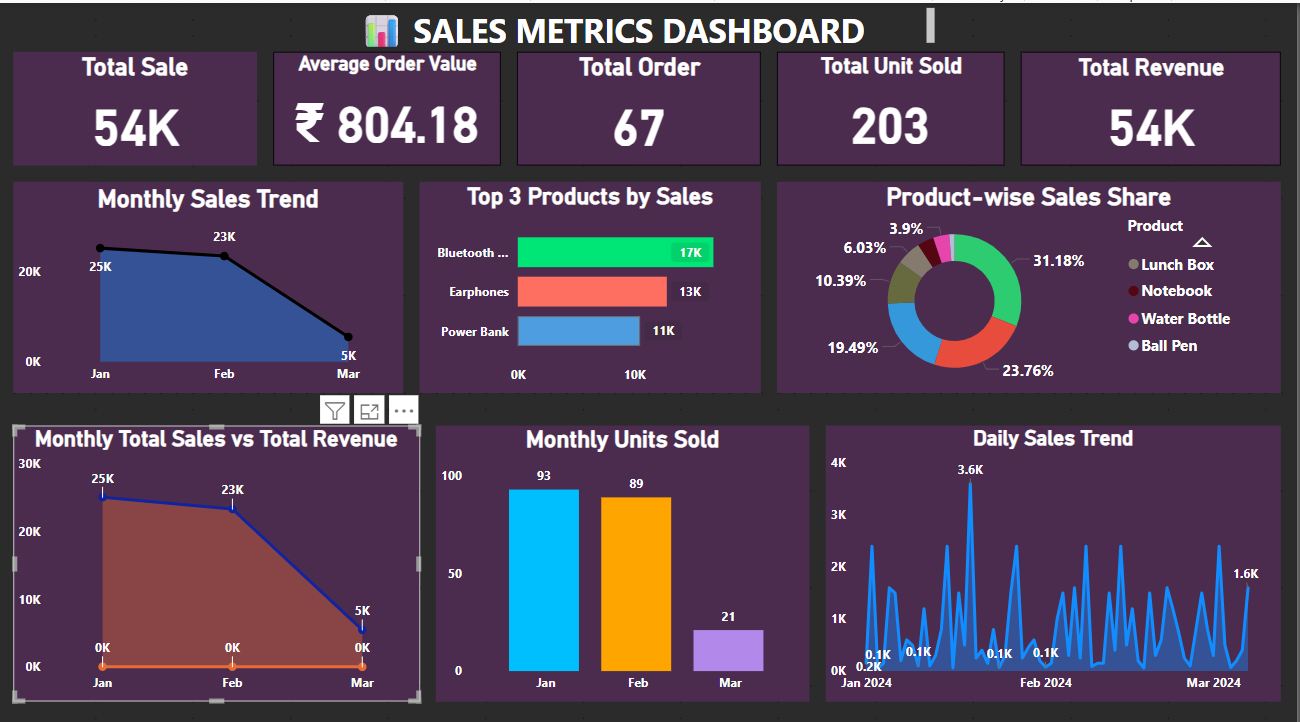 SALES METRICS DASHBOARD
Total Sale
54K
Average Order Value
₹ 804.18
Total Order
67
Total Unit Sold
203
Total Revenue
54K
Monthly Sales Trend
23K
25K
20K
0K
5K
Jan
Feb
Mar
Top 3 Products by Sales
Bluetooth ...
17K
Earphones
13K
Power Bank
11K
0K
10K
Product-wise Sales Share
3.9%
6.03%
10.39%
19.49%
31.18%
23.76%
Product
Lunch Box
Notebook
Water Bottle
Ball Pen
Monthly Total Sales vs Total Revenue
30K
25K
23K
20K
10K
5K
0K
0K
0K
0K
Jan
Feb
Mar
Monthly Units Sold
100
93
89
50
21
0
Jan
Feb
Mar
Daily Sales Trend
4K
3.6K
3K
2K
1.6K
1K
0.1K
0.1K
0.1K
0.1K
0.2K
0K
Jan 2024
Feb 2024
Mar 2024